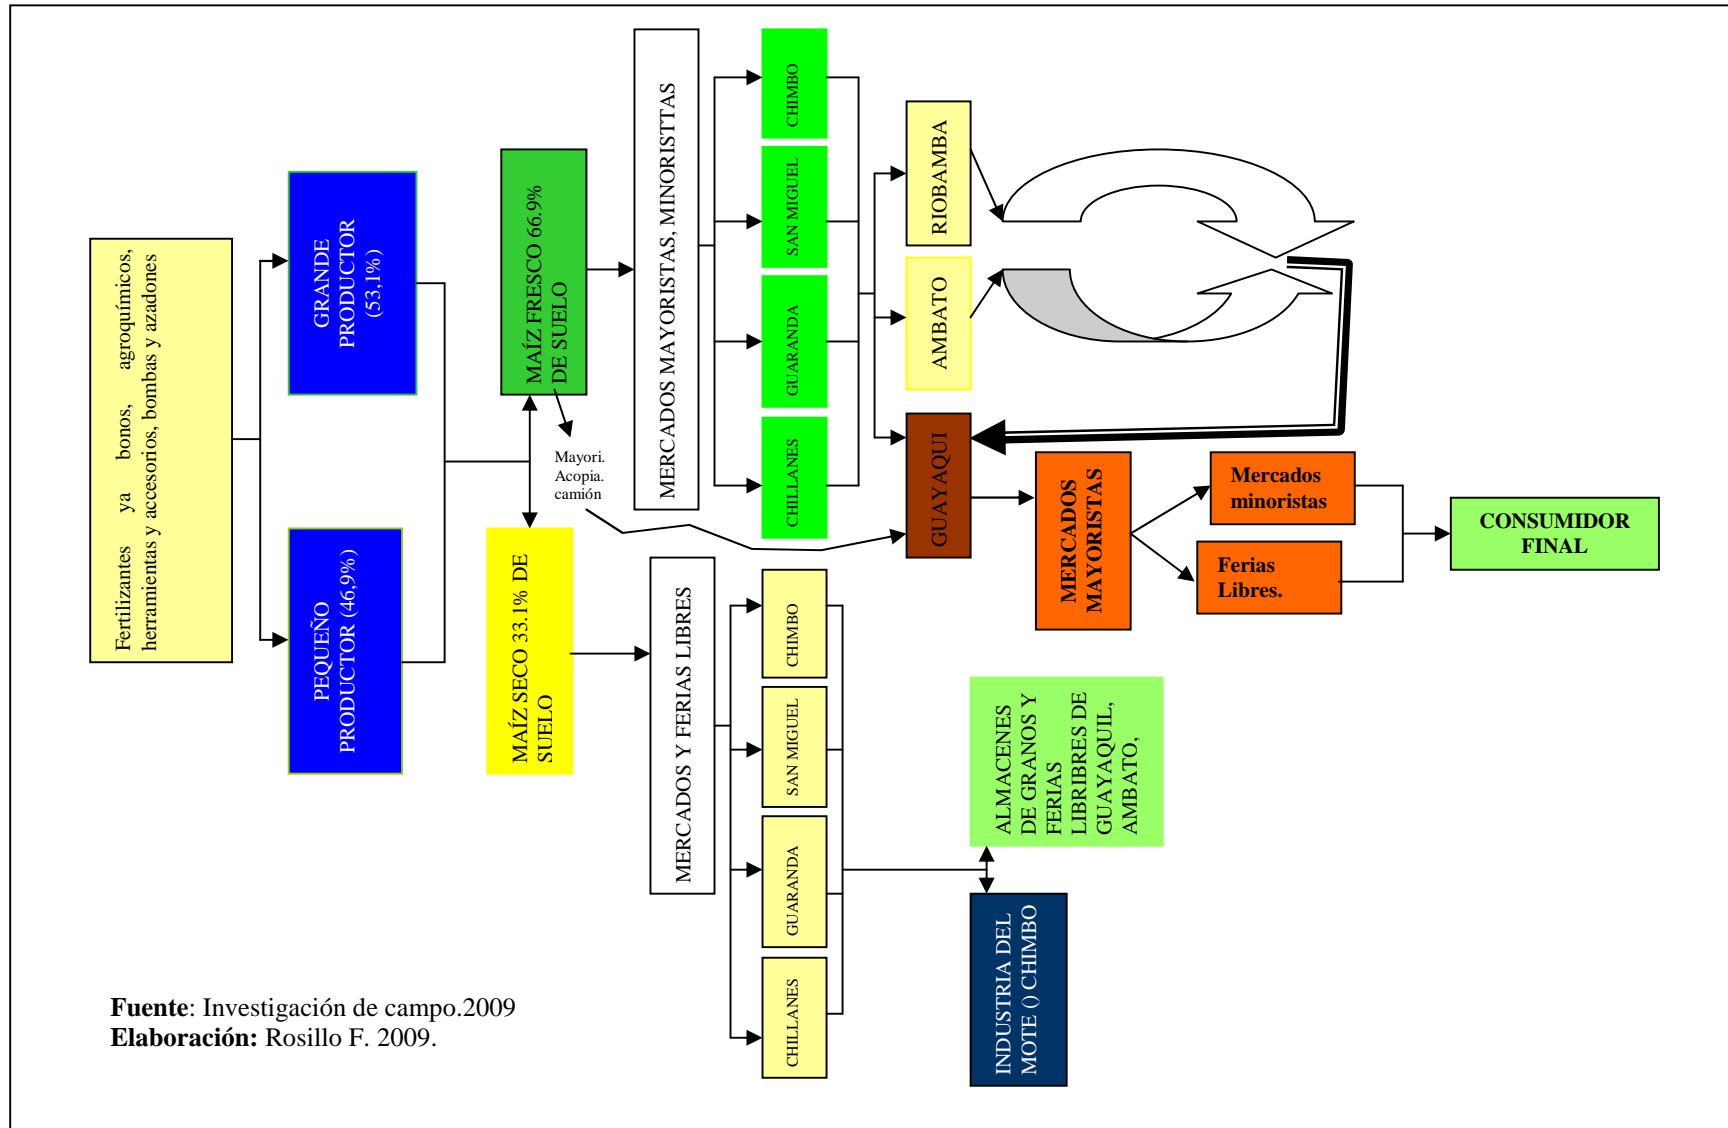 Fertilizantes ya bonos, agroquímicos,
herramientas y accesorios, bombas y azadones
GRANDE
PRODUCTOR
(53,1%)
PEQUEÑO
PRODUCTOR (46,9%)
MAÍZ FRESCO 66.9%
DE SUELO
Mayori.
Acopia.
camión
MAÍZ SECO 33.1% DE
SUELO
MERCADOS MAYORISTAS, MINORISTTAS
CHIMBO
SAN MIGUEL
GUARANDA
CHILLANES
RIOBAMBA
AMBATO
GUAYAQUI
MERCADOS
MAYORISTAS
Mercados
minoristas
Ferias
Libres.
CONSUMIDOR
FINAL
MERCADOS Y FERIAS LIBRES
CHIMBO
SAN MIGUEL
GUARANDA
CHILLANES
ALMACENES
DE GRANOS Y
FERIAS
LIBRIBRES DE
GUAYAQUIL,
AMBATO,
INDUSTRIA DEL
MOTE () CHIMBO
Fuente: Investigación de campo.2009
Elaboración: Rosillo F. 2009.